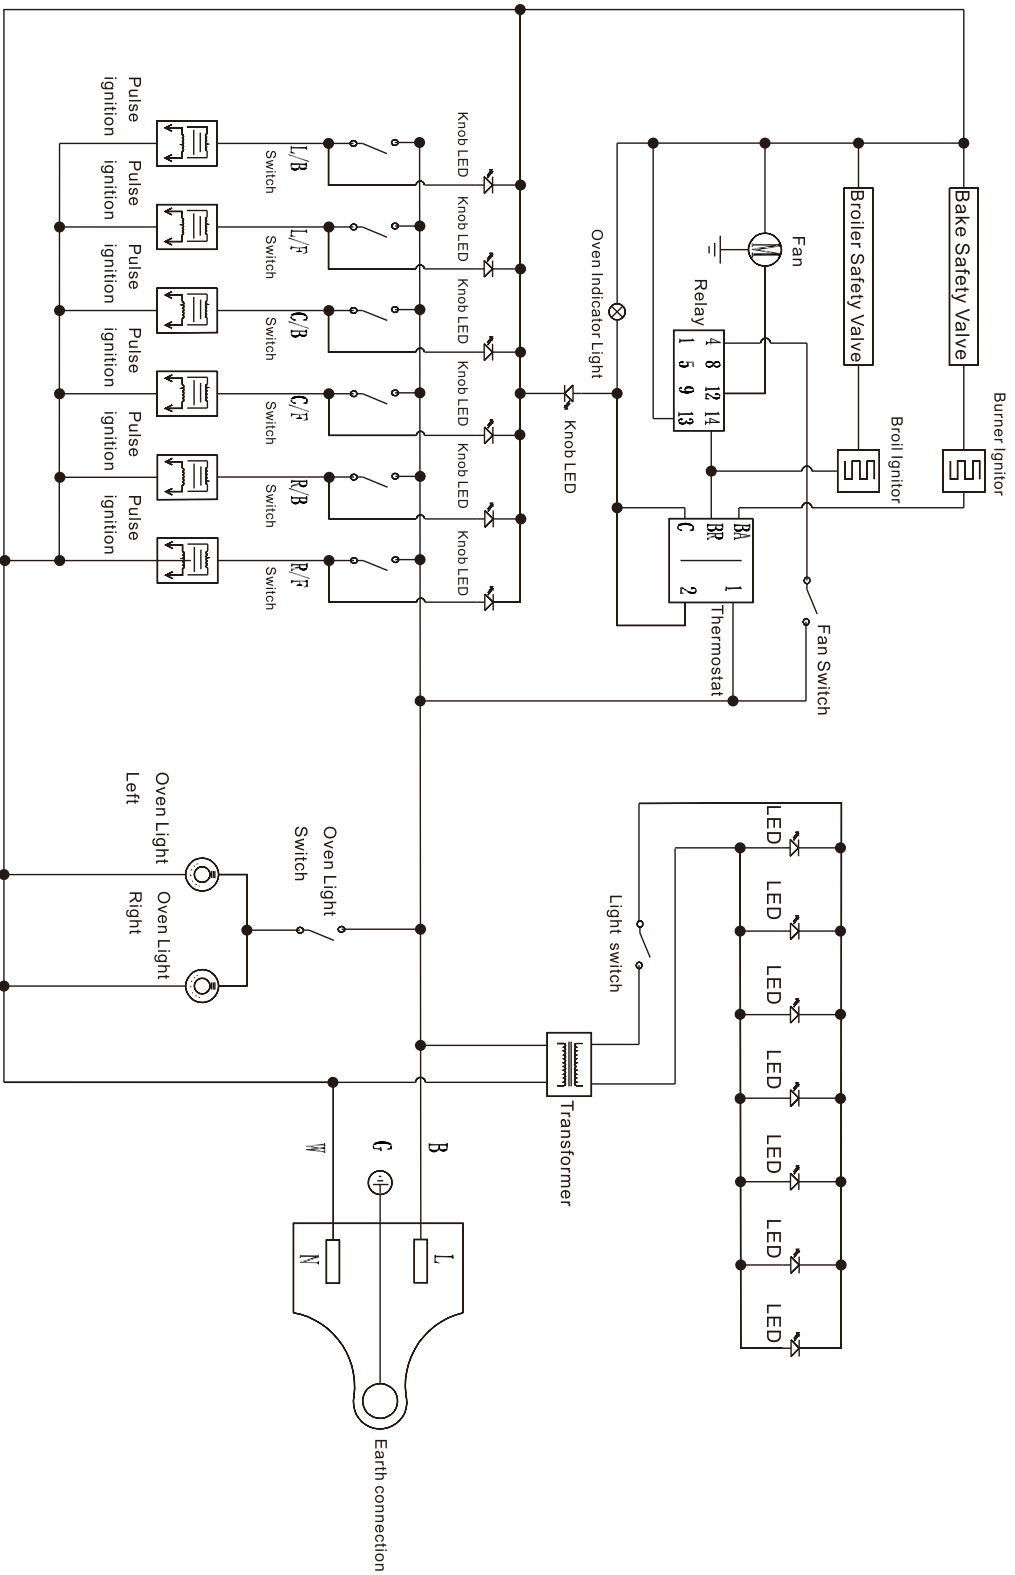 Burner Ignitor
Bake Safety Valve
Broil Ignitor
Broiler Safety Valve
Fan Switch
Fan
LED
LED
LED
LED
LED
LED
LED
Relay
4 8 12 14
1 5 9 13
BA 1
BR
C 2
Thermostat
Light switch
Oven Indicator Light
Knob LED
Transformer
Knob LED
Knob LED
Knob LED
Knob LED
Knob LED
Knob LED
B
L
G
Earth connection
W
N
Oven Light
Switch
L/B
Switch
L/F
Switch
C/B
Switch
C/F
Switch
R/B
Switch
R/F
Switch
Oven Light
Left
Oven Light
Right
Pulse
ignition
Pulse
ignition
Pulse
ignition
Pulse
ignition
Pulse
ignition
Pulse
ignition
M